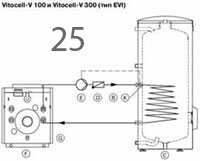 Vitocell-V 100 и Vitocell-V 300 (тип EVI)
25
E D B K
G
F
C